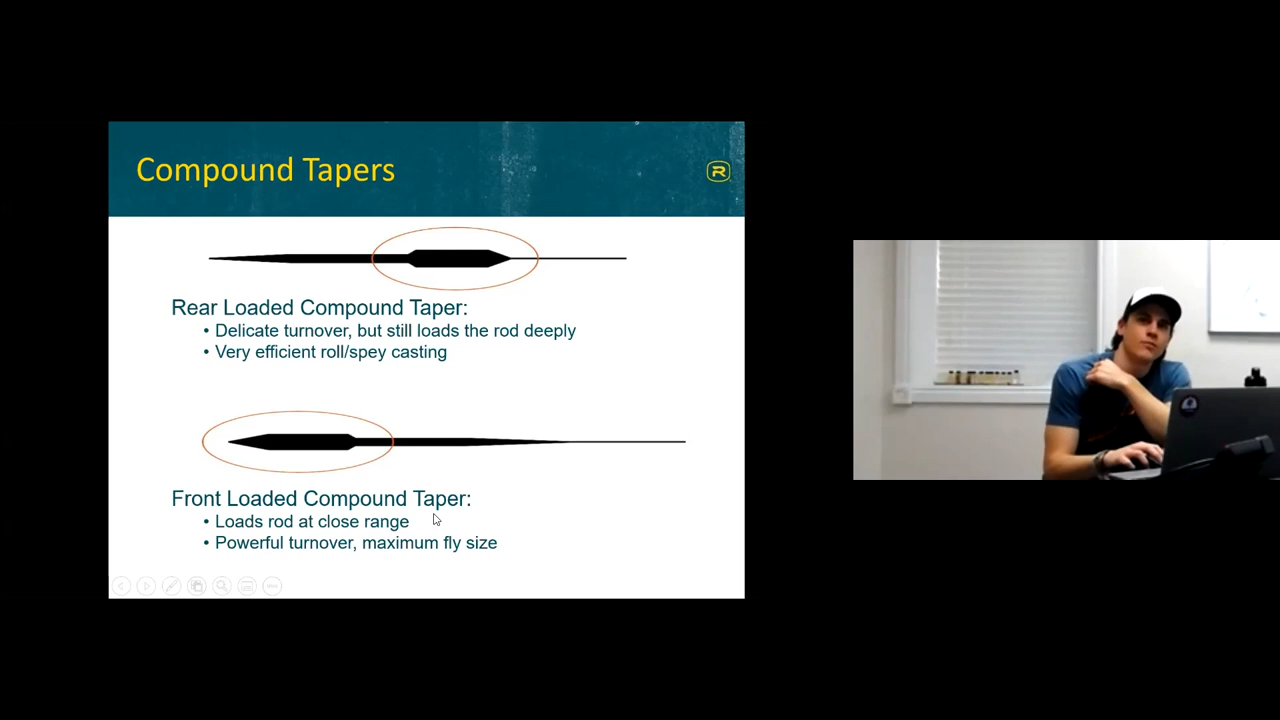 Compound Tapers
R
Rear Loaded Compound Taper:
• Delicate turnover, but still loads the rod deeply
• Very efficient roll/spey casting
Front Loaded Compound Taper:
• Loads rod at close range
• Powerful turnover, maximum fly size